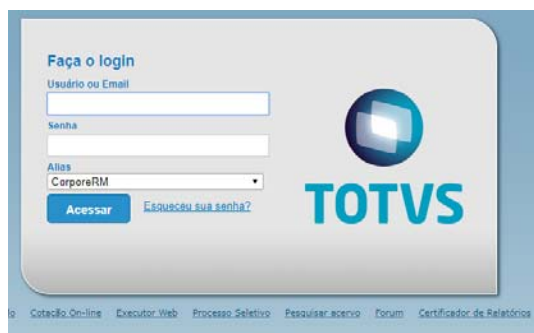 Faça o login
Usuário ou Email
Senha
Alias
CorporeRM
Acessar Esqueceu sua senha?
TOTVS
Cotação On-line Executor Web Processo Seletivo Pesquisar acervo Forum Certificador de Relatórios